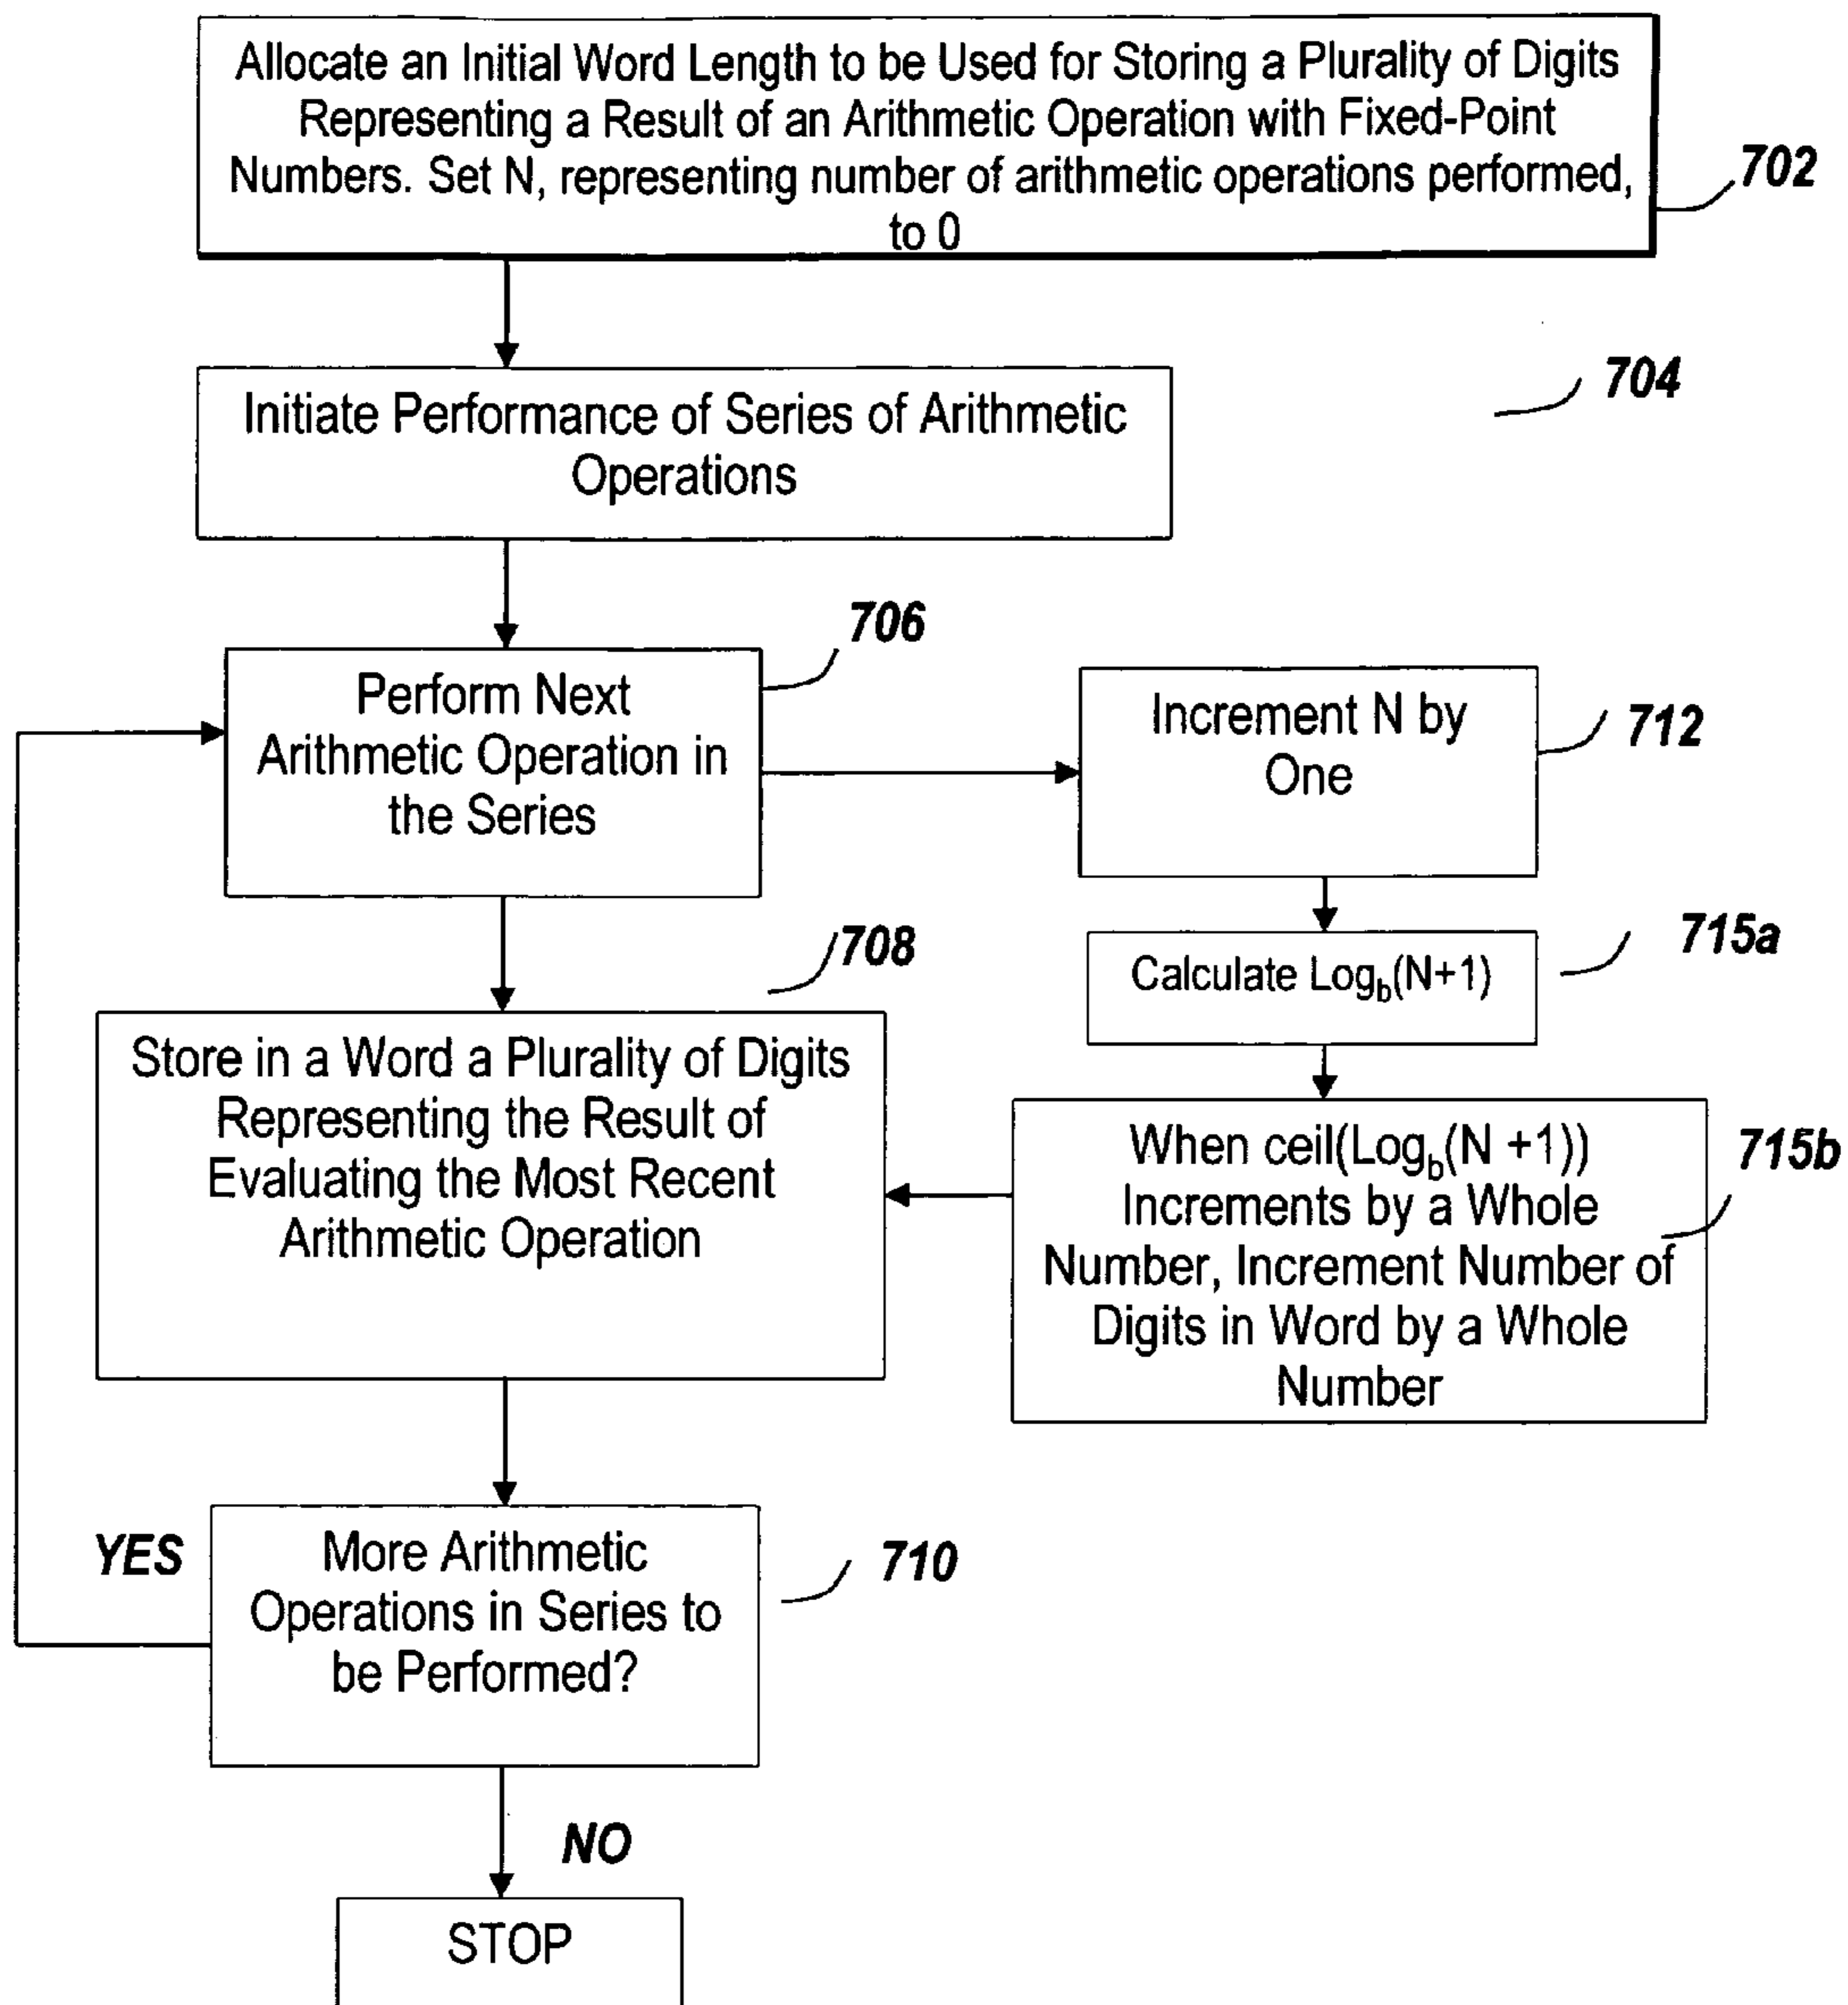 Allocate an Initial Word Length to be Used for Storing a Plurality of Digits
Representing a Result of an Arithmetic Operation with Fixed-Point
Numbers. Set N, representing number of arithmetic operations performed,
to 0
702
Initiate Performance of Series of Arithmetic
Operations
704
Perform Next
Arithmetic Operation in
the Series
706
Increment N by
One
712
Calculate Log_b(N+1)
715a
708
Store in a Word a Plurality of Digits
Representing the Result of
Evaluating the Most Recent
Arithmetic Operation
When ceil(Log_b(N +1))
Increments by a Whole
Number, Increment Number of
Digits in Word by a Whole
Number
715b
YES
More Arithmetic
Operations in Series to
be Performed?
710
NO
STOP